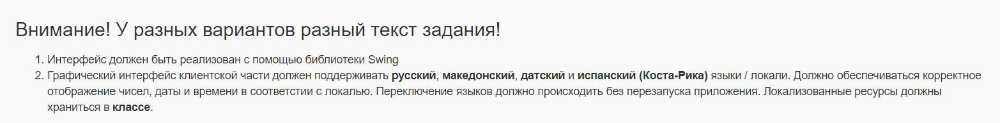 Внимание! У разных вариантов разный текст задания!
1. Интерфейс должен быть реализован с помощью библиотеки Swing
2. Графический интерфейс клиентской части должен поддерживать русский, македонский, датский и испанский (Коста-Рика) языки / локали. Должно обеспечиваться корректное
отображение чисел, даты и времени в соответстии с локалью. Переключение языков должно происходить без перезапуска приложения. Локализованные ресурсы должны
храниться в классе.